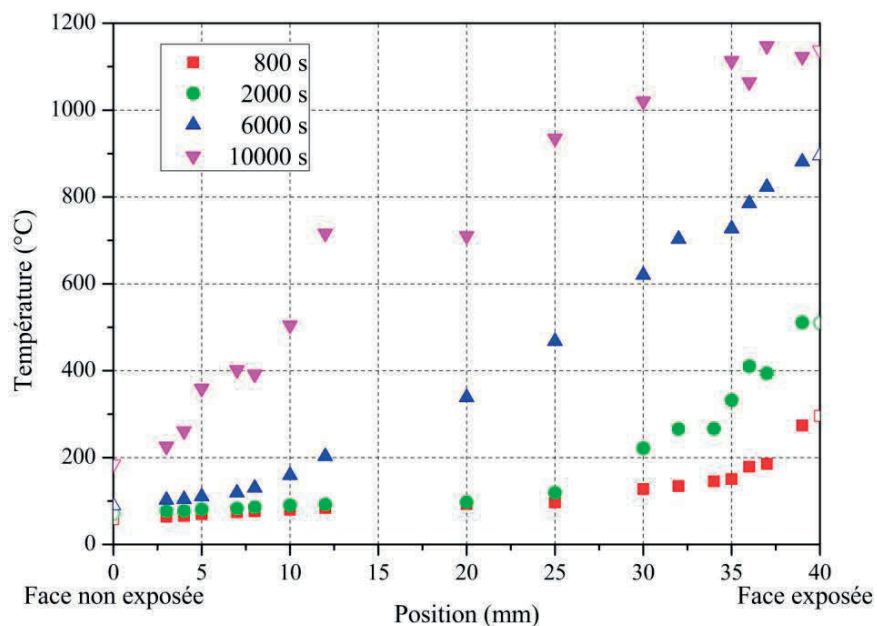 1200
1000
800
600
400
200
0
Température (°C)
800 s
2000 s
6000 s
10000 s
0 5 10 15 20 25 30 35 40
Face non exposée
Position (mm)
Face exposée